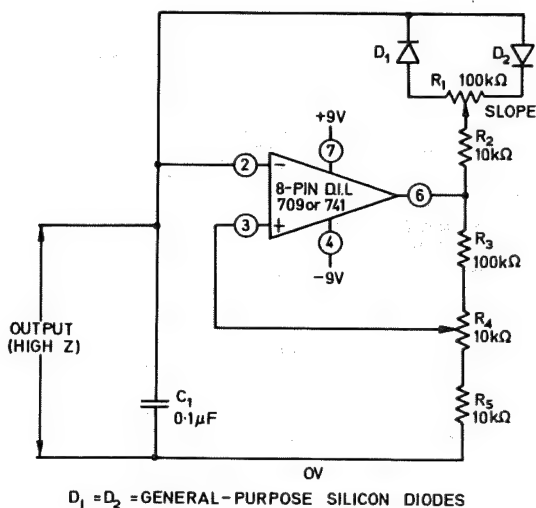 D₁
D₂
R₁ 100kΩ
SLOPE
R₂
10kΩ
+9V
7
2
-
8-PIN D.I.L
709 or 741
6
3
+
4
-9V
R₃
100kΩ
R₄
10kΩ
OUTPUT
(HIGH Z)
C₁
0·1µF
R₅
10kΩ
0V
D₁ = D₂ = GENERAL-PURPOSE SILICON DIODES